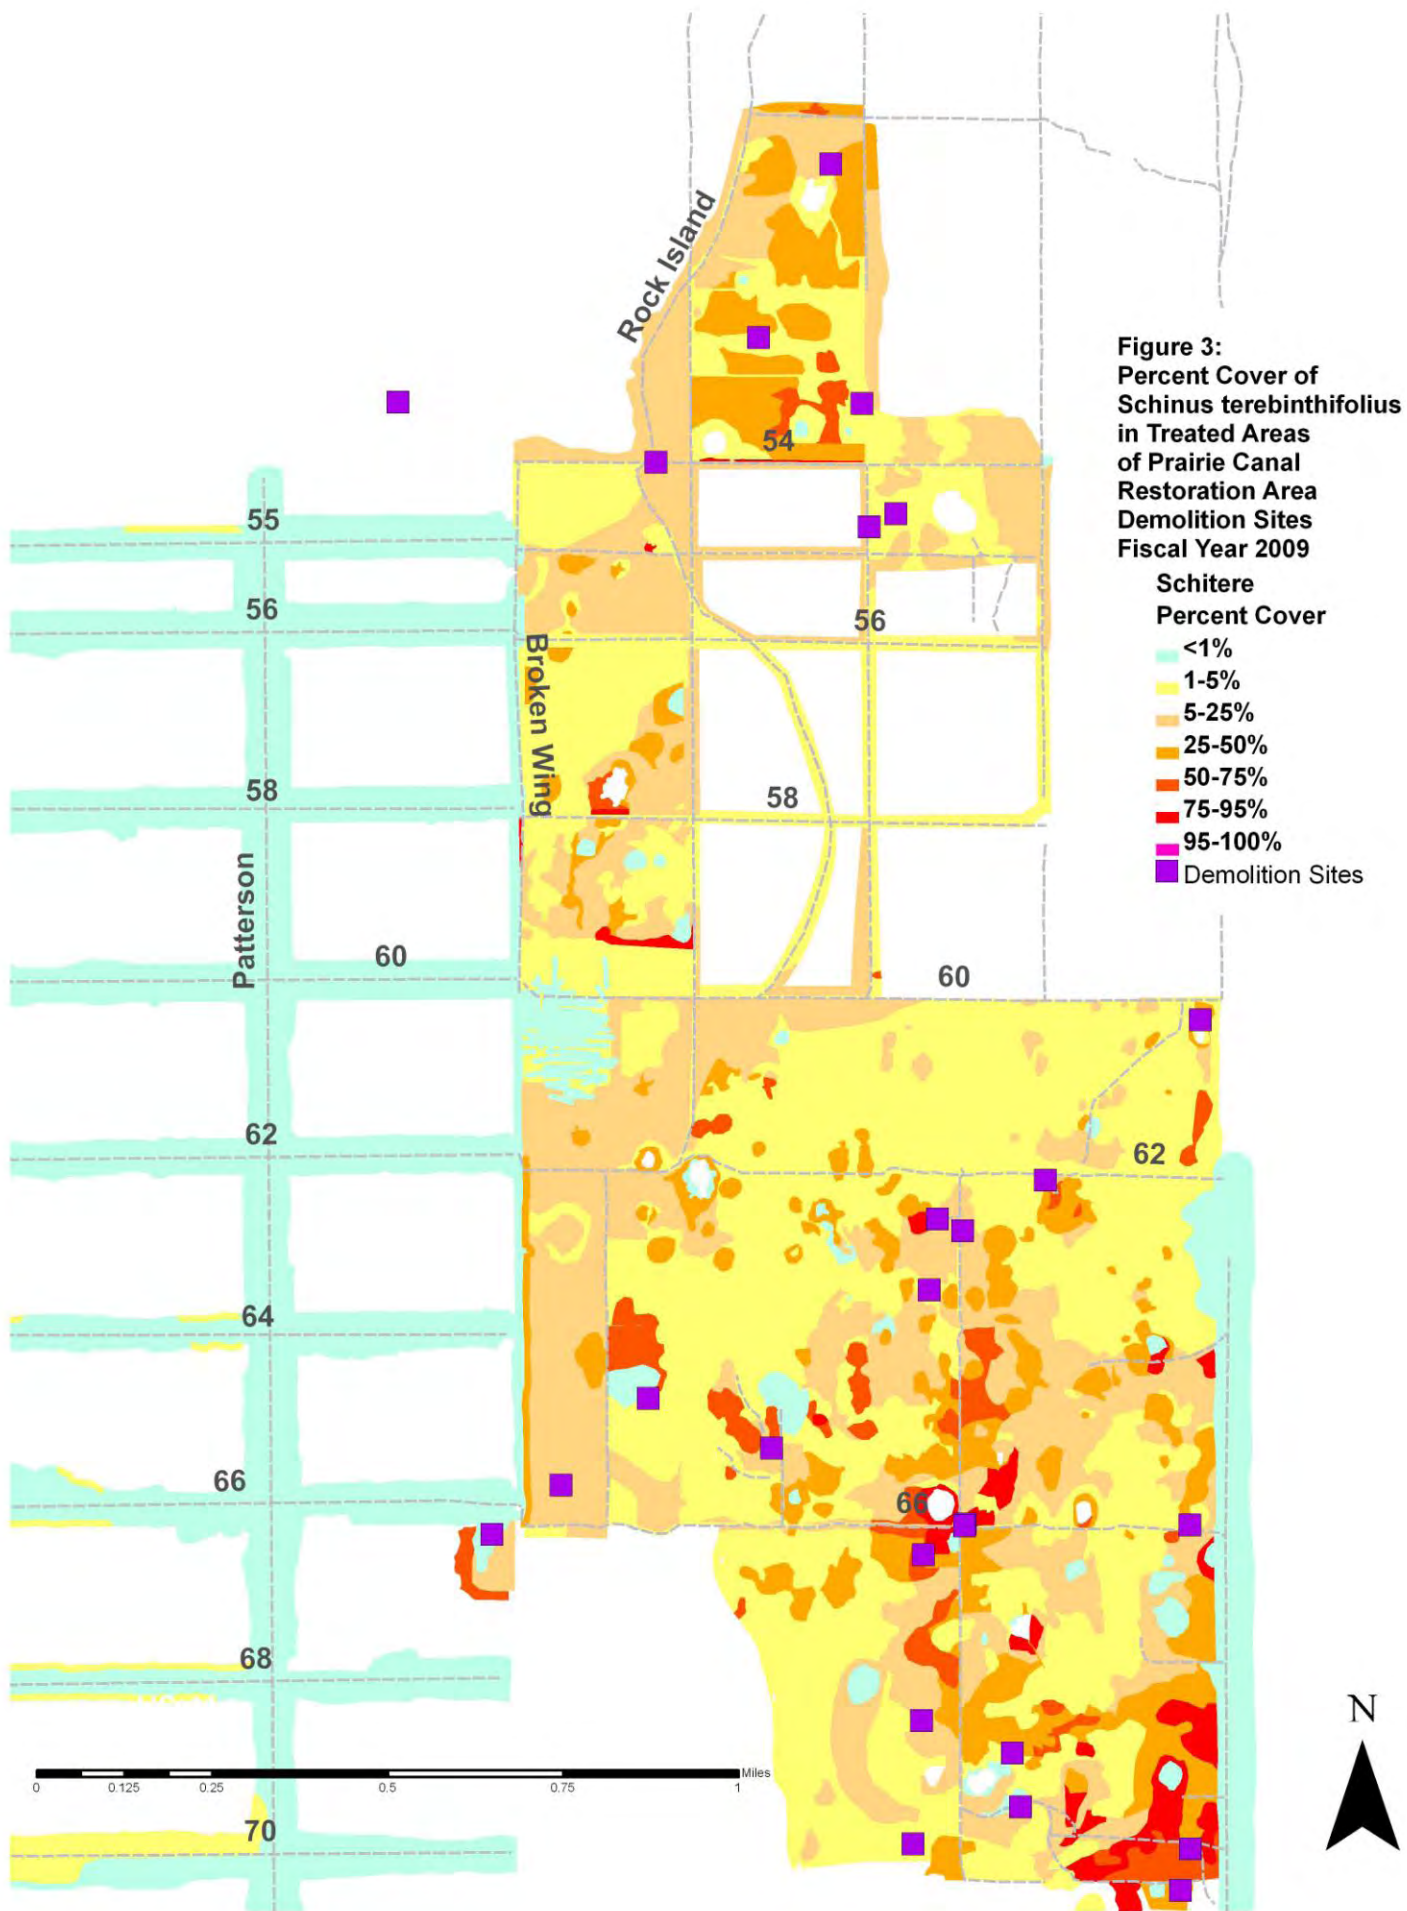 Rock Island
Figure 3:
Percent Cover of
Schinus terebinthifolius
in Treated Areas
of Prairie Canal
Restoration Area
Demolition Sites
Fiscal Year 2009
Schitere
Percent Cover
<1%
1-5%
5-25%
25-50%
50-75%
75-95%
95-100%
Demolition Sites
54
55
56
56
Broken Wing
58
58
Patterson
60
60
62
62
64
66
66
68
70
N
0 0.125 0.25 0.5 0.75 1 Miles